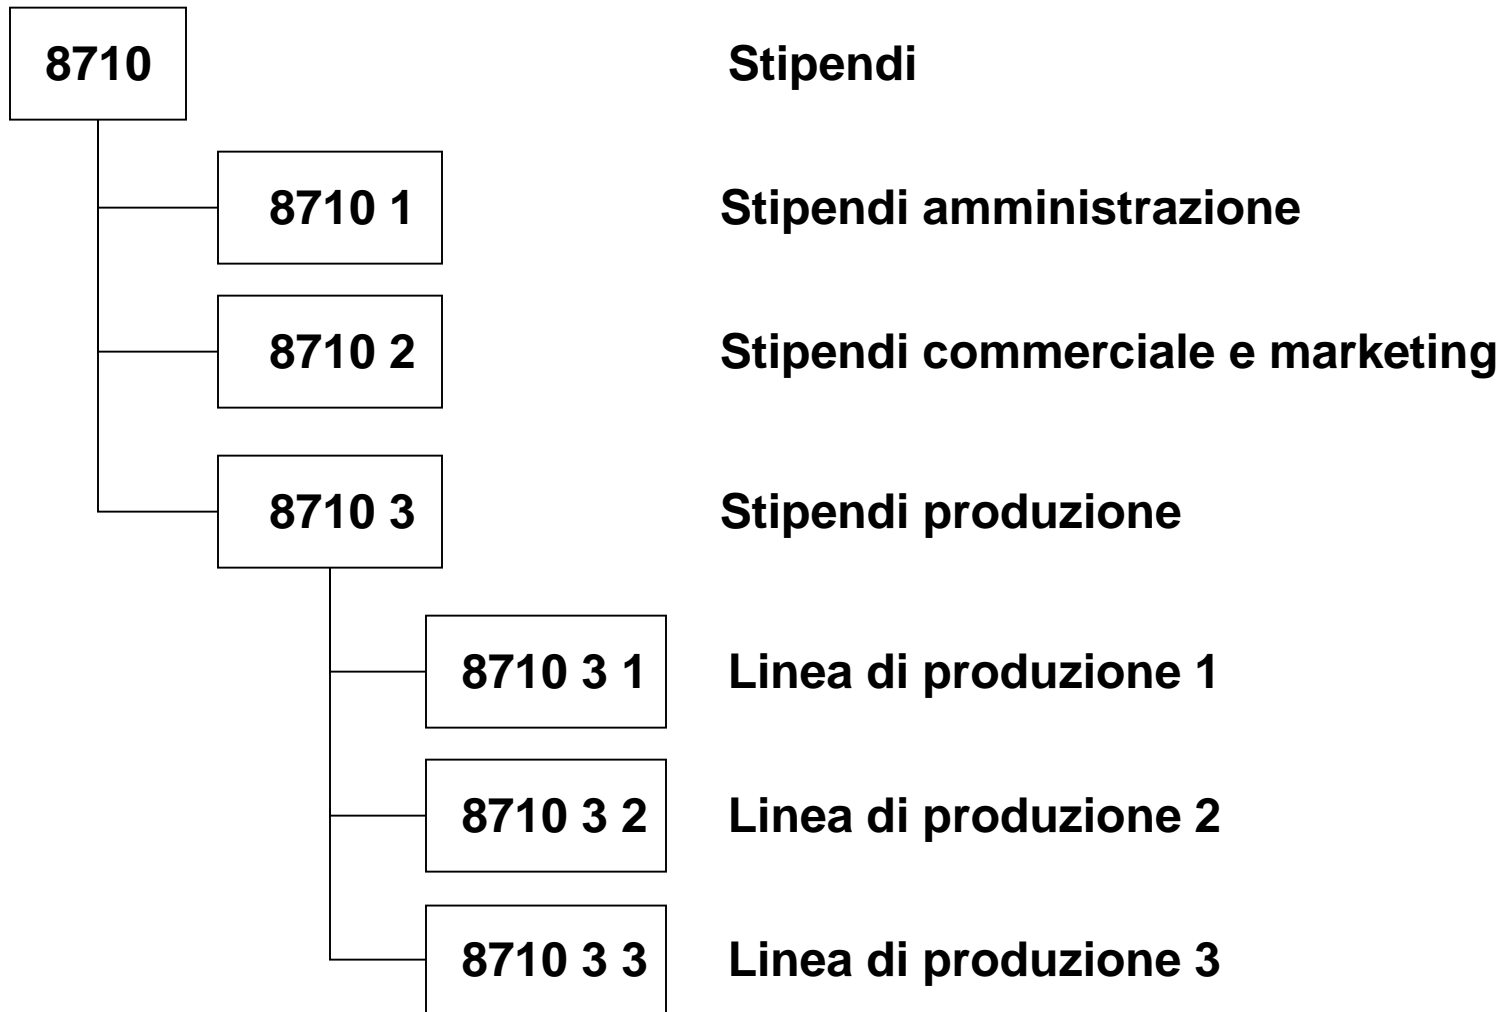 8710 Stipendi
8710 1 Stipendi amministrazione
8710 2 Stipendi commerciale e marketing
8710 3 Stipendi produzione
8710 3 1 Linea di produzione 1
8710 3 2 Linea di produzione 2
8710 3 3 Linea di produzione 3